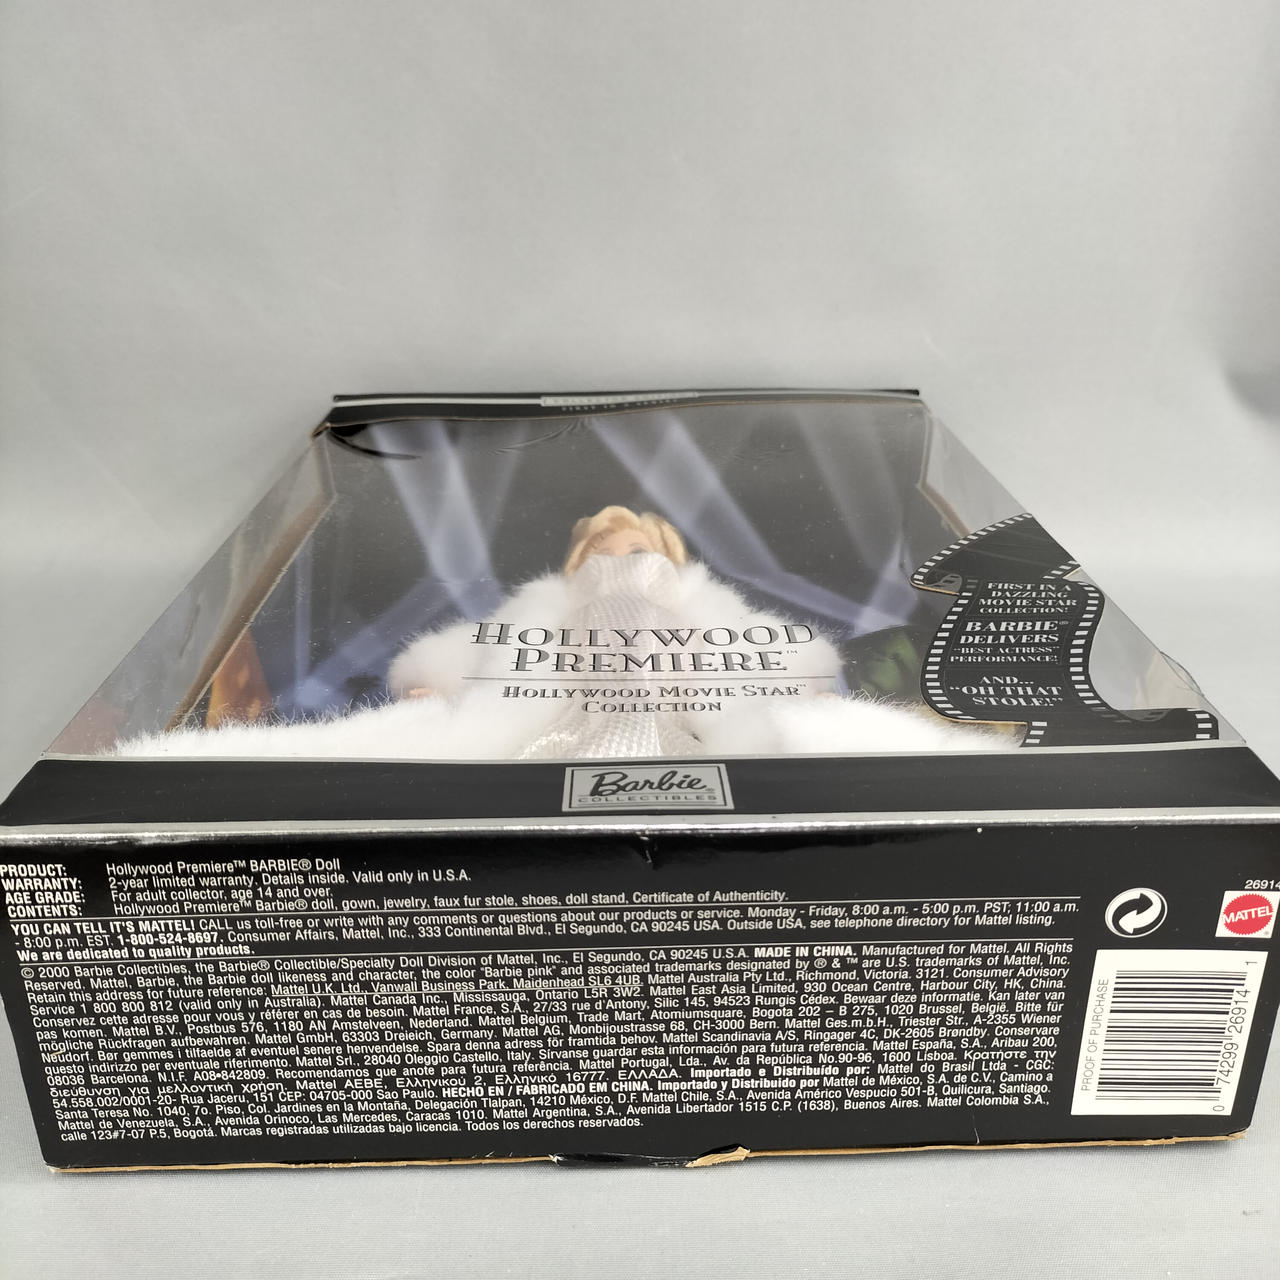 COLLECTOR EDITION
FIRST IN A SERIES
HOLLYWOOD
PREMIERE™
HOLLYWOOD MOVIE STAR™
COLLECTION
FIRST IN A
DAZZLING
MOVIE STAR
COLLECTION!
BARBIE®
DELIVERS
"BEST ACTRESS"
PERFORMANCE!
AND...
"OH THAT
STOLE!"
Barbie®
COLLECTIBLES
PRODUCT: Hollywood Premiere™ BARBIE® Doll
WARRANTY: 2-year limited warranty. Details inside. Valid only in U.S.A.
AGE GRADE: For adult collector, age 14 and over.
CONTENTS: Hollywood Premiere™ Barbie® doll, gown, jewelry, faux fur stole, shoes, doll stand, Certificate of Authenticity.
YOU CAN TELL IT'S MATTEL! CALL us toll-free or write with any comments or questions about our products or service. Monday - Friday, 8:00 a.m. - 5:00 p.m. PST; 11:00 a.m.
- 8:00 p.m. EST. 1-800-524-8697, Consumer Affairs, Mattel, Inc., 333 Continental Blvd., El Segundo, CA 90245 USA. Outside USA, see telephone directory for Mattel listing.
We are dedicated to quality products.
© 2000 Barbie Collectibles, the Barbie® Collectible/Specialty Doll Division of Mattel, Inc., El Segundo, CA 90245 U.S.A. MADE IN CHINA. Manufactured for Mattel. All Rights
Reserved. Mattel, Barbie, the Barbie doll likeness and character, the color "Barbie pink" and associated trademarks designated by ® & ™ are U.S. trademarks of Mattel, Inc.
Retain this address for future reference: Mattel U.K. Ltd., Vanwall Business Park, Maidenhead SL6 4UB. Mattel Australia Pty Ltd., Richmond, Victoria. 3121. Consumer Advisory
Service 1 800 800 812 (valid only in Australia). Mattel Canada Inc., Mississauga, Ontario L5R 3W2. Mattel East Asia Limited, 930 Ocean Centre, Harbour City, HK, China.
Conservez cette adresse pour vous y référer en cas de besoin. Mattel France, S.A., 27/33 rue d'Antony, Silic 145, 94523 Rungis Cédex. Bewaar deze informatie. Kan later van
pas komen. Mattel B.V., Postbus 576, 1180 AN Amstelveen, Nederland. Mattel Belgium, Trade Mart, Atomiumsquare, Bogota 202 – B 275, 1020 Brussel, België. Bitte für
mögliche Rückfragen aufbewahren. Mattel GmbH, 63303 Dreieich, Germany. Mattel AG, Monbijoustrasse 68, CH-3000 Bern. Mattel Ges.m.b.H., Triester Str., A-2355 Wiener
Neudorf. Bør gemmes i tilfælde af eventuel senere henvendelse. Spara denna adress för framtida behov. Mattel Scandinavia A/S, Ringager 4C, DK-2605 Brøndby. Conservare
questo indirizzo per eventuale riferimento. Mattel Srl., 28040 Oleggio Castello, Italy. Sírvanse guardar esta información para futura referencia. Mattel España, S.A., Aribau 200,
08036 Barcelona. N.I.F. A08•842809. Recomendamos que anote para futura referência. Mattel Portugal, Lda., Av. da República No.90-96, 1600 Lisboa. Κρατήστε την
διεύθυνση για μελλοντική χρήση. Mattel ΑΕΒΕ, Ελληνικού 2, Ελληνικό 16777, ΕΛΛΑΔΑ. Importado e Distribuido por: Mattel do Brasil Ltda - CGC:
54.558.002/0001-20- Rua Jaceru, 151 CEP: 04705-000 Sao Paulo. HECHO EN / FABRICADO EM CHINA. Importado y Distribuido por Mattel de México, S.A. de C.V., Camino a
Santa Teresa No. 1040, 7o. Piso, Col. Jardines en la Montaña, Delegación Tlalpan, 14210 México, D.F. Mattel Chile, S.A., Avenida Américo Vespucio 501-B, Quilicura, Santiago.
Mattel de Venezuela, S.A., Avenida Orinoco, Las Mercedes, Caracas 1010. Mattel Argentina, S.A., Avenida Libertador 1515 C.P. (1638), Buenos Aires. Mattel Colombia S.A.,
calle 123#7-07 P.5, Bogotá. Marcas registradas utilizadas bajo licencia. Todos los derechos reservados.
26914
MATTEL
PROOF OF PURCHASE
0 74299 26914 1